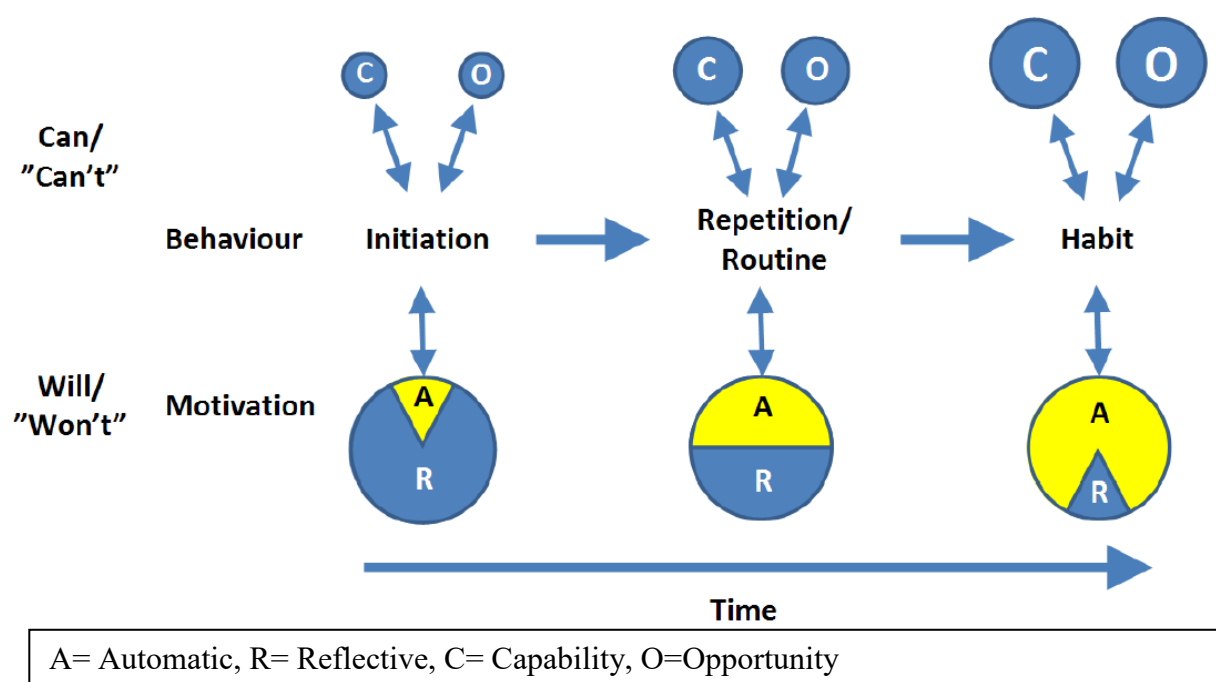 C O C O C O
Can/
”Can't”
Behaviour Initiation Repetition/
Routine Habit
Will/
”Won't” Motivation
A A A
R R R
Time
A= Automatic, R= Reflective, C= Capability, O=Opportunity